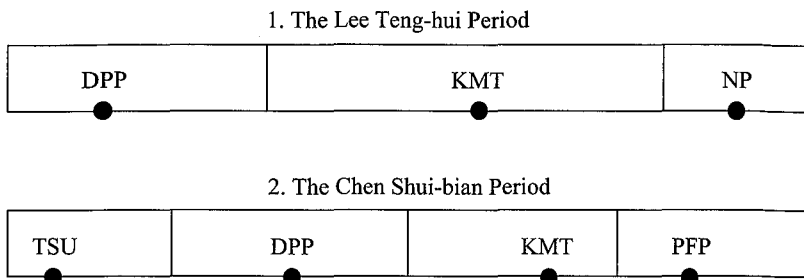 1. The Lee Teng-hui Period
DPP KMT NP
2. The Chen Shui-bian Period
TSU DPP KMT PFP